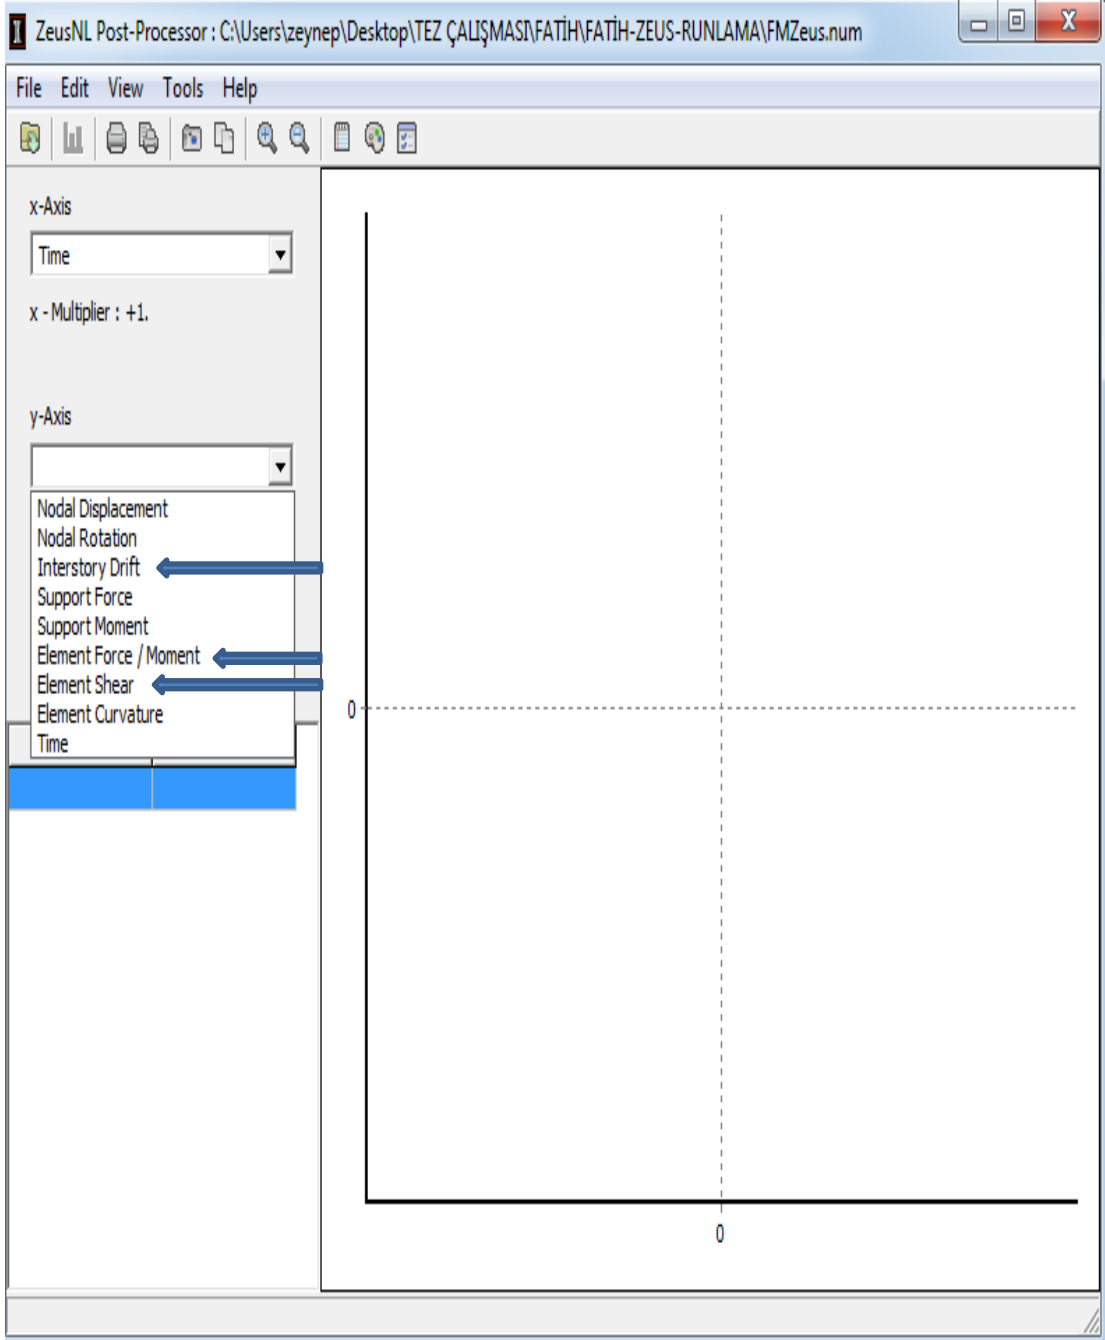 ZeusNL Post-Processor : C:\Users\zeynep\Desktop\TEZ ÇALIŞMASI\FATİH\FATİH-ZEUS-RUNLAMA\FMZeus.num
File Edit View Tools Help
x-Axis
Time
x - Multiplier : +1.
y-Axis
Nodal Displacement
Nodal Rotation
Interstory Drift
Support Force
Support Moment
Element Force / Moment
Element Shear
Element Curvature
Time
0
0